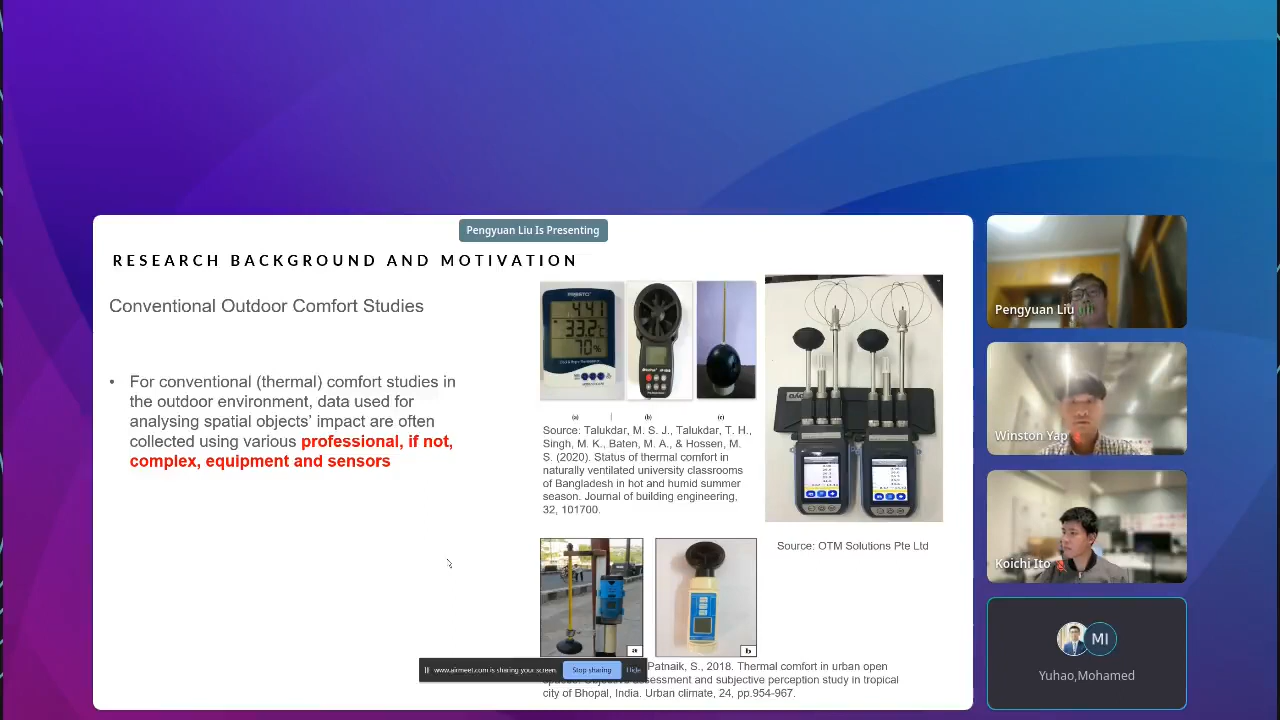 Pengyuan Liu Is Presenting
RESEARCH BACKGROUND AND MOTIVATION
Conventional Outdoor Comfort Studies
• For conventional (thermal) comfort studies in
the outdoor environment, data used for
analysing spatial objects’ impact are often
collected using various professional, if not,
complex, equipment and sensors
4:41
33.2
70%
(a)
(b)
(c)
Source: Talukdar, M. S. J., Talukdar, T. H.,
Singh, M. K., Baten, M. A., & Hossen, M.
S. (2020). Status of thermal comfort in
naturally ventilated university classrooms
of Bangladesh in hot and humid summer
season. Journal of building engineering,
32, 101700.
Source: OTM Solutions Pte Ltd
Patnaik, S., 2018. Thermal comfort in urban open
assessment and subjective perception study in tropical
city of Bhopal, India. Urban climate, 24, pp.954-967.
www.airmeet.com is sharing your screen.
Stop sharing
Hide
Pengyuan Liu
Winston Yap
Koichi Ito
MI
Yuhao,Mohamed